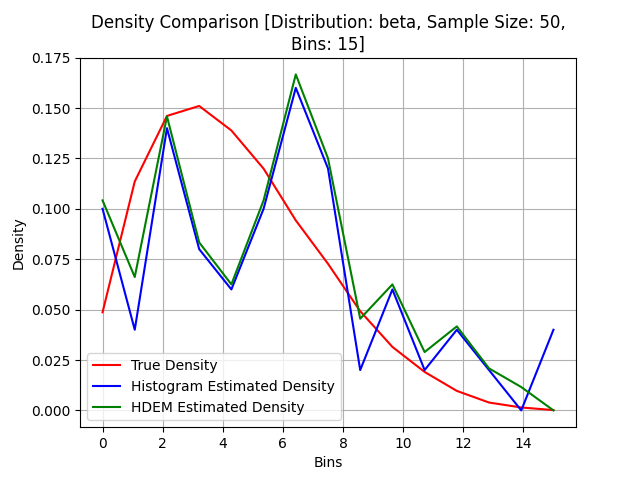 Density Comparison [Distribution: beta, Sample Size: 50,
Bins: 15]
0.175
0.150
0.125
0.100
0.075
0.050
0.025
0.000
Density
True Density
Histogram Estimated Density
HDEM Estimated Density
0 2 4 6 8 10 12 14
Bins